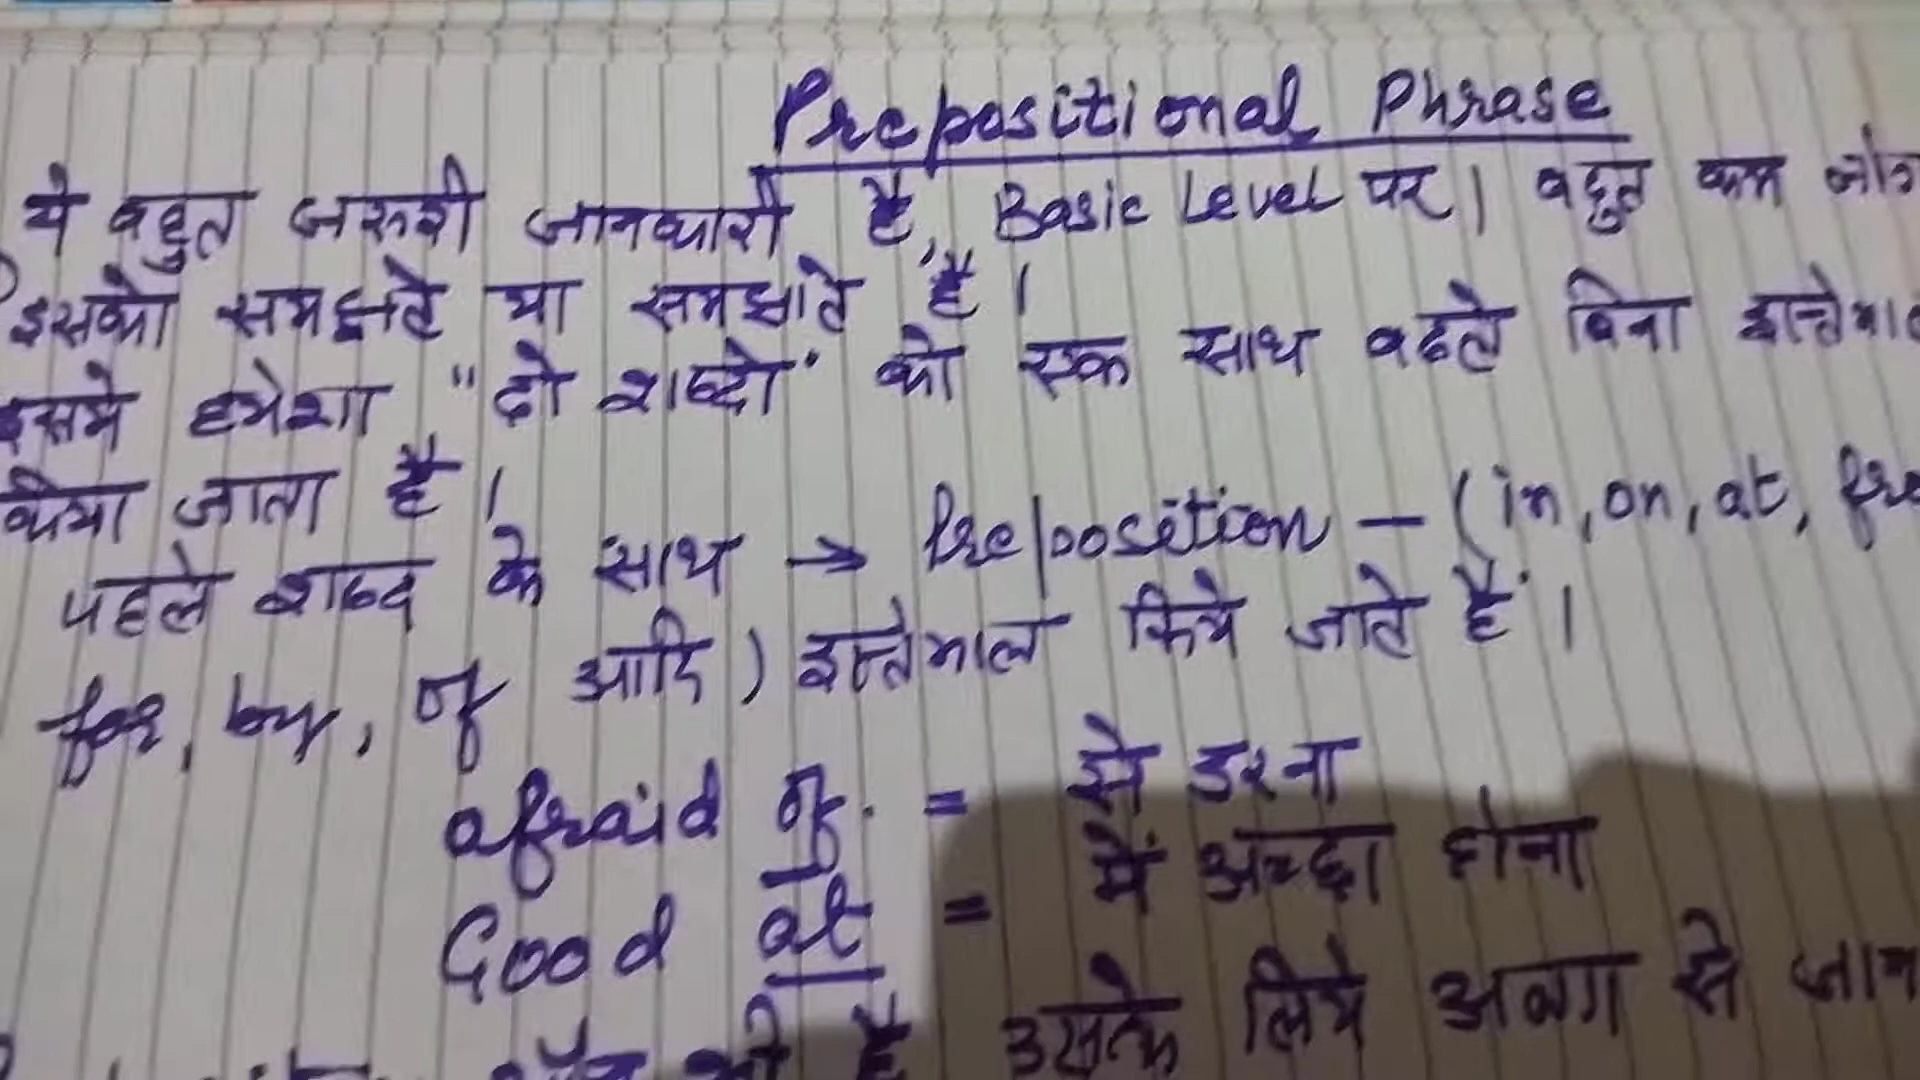 Prepositional Phrase
ये बहुत जरूरी जानकारी है, Basic Level पर। बहुत कम
इसको समझते या समझाते है।
इसमे हमेशा "दो शब्दो" को एक साथ बदले बिना
किया जाता है।
पहले शब्द के साथ → Preposition - (in, on, at,
for, by, of आदि) इस्तेमाल किये जाते है।
afraid of. = से डरना
Good at = में अच्छा होना
है उसके लिये अलग से